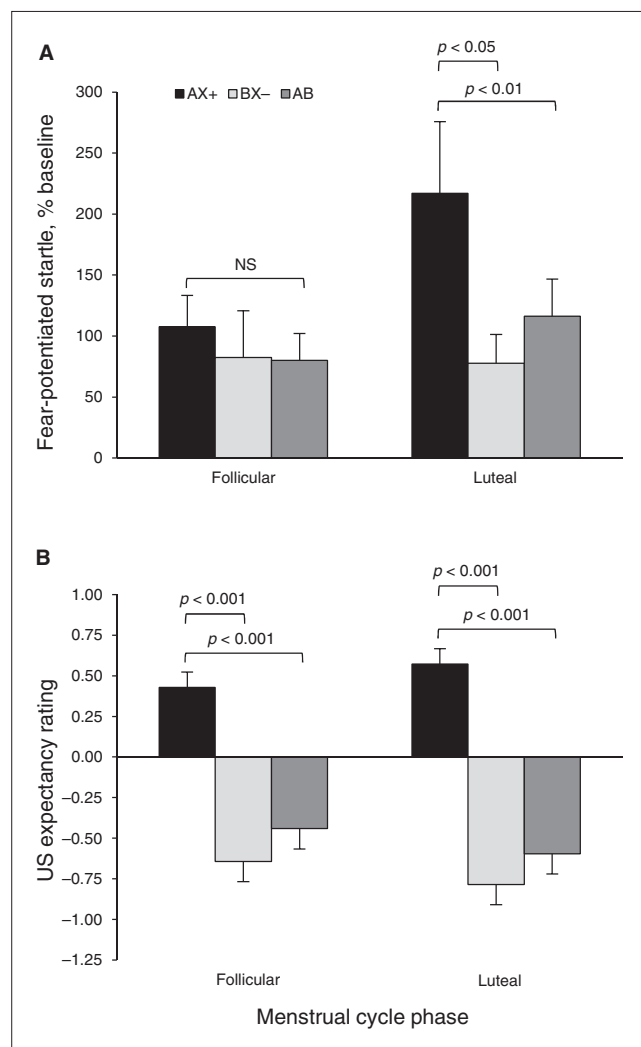 A
p < 0.05
p < 0.01
300
AX+ BX– AB
250
200
150
NS
100
50
0
Fear-potentiated startle, % baseline
Follicular Luteal
B
p < 0.001
1.00
p < 0.001
0.75
p < 0.001
p < 0.001
0.50
0.25
0.00
–0.25
–0.50
–0.75
–1.00
–1.25
US expectancy rating
Follicular Luteal
Menstrual cycle phase